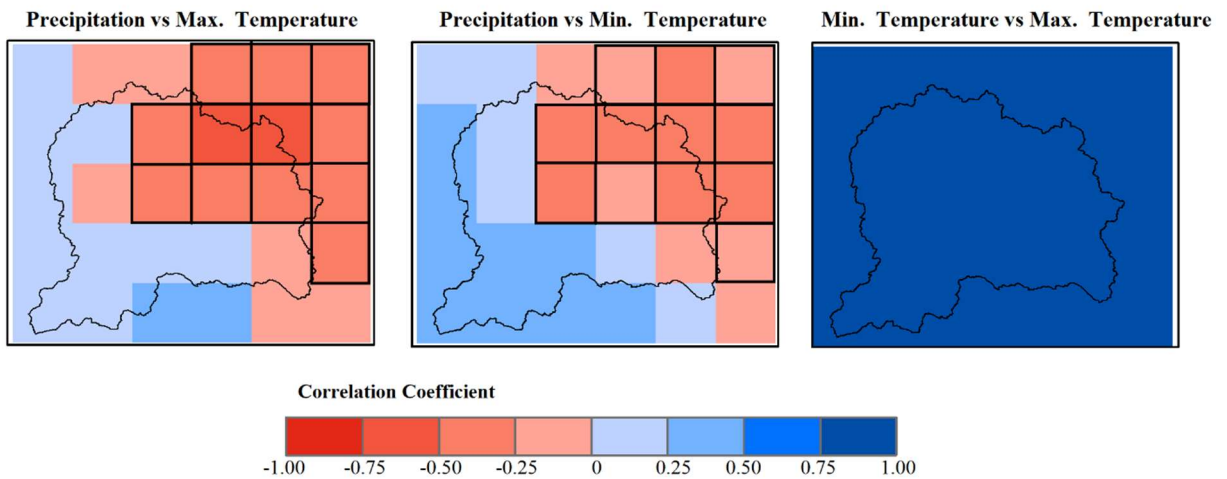 Precipitation vs Max. Temperature
Precipitation vs Min. Temperature
Min. Temperature vs Max. Temperature
Correlation Coefficient
-1.00 -0.75 -0.50 -0.25 0 0.25 0.50 0.75 1.00